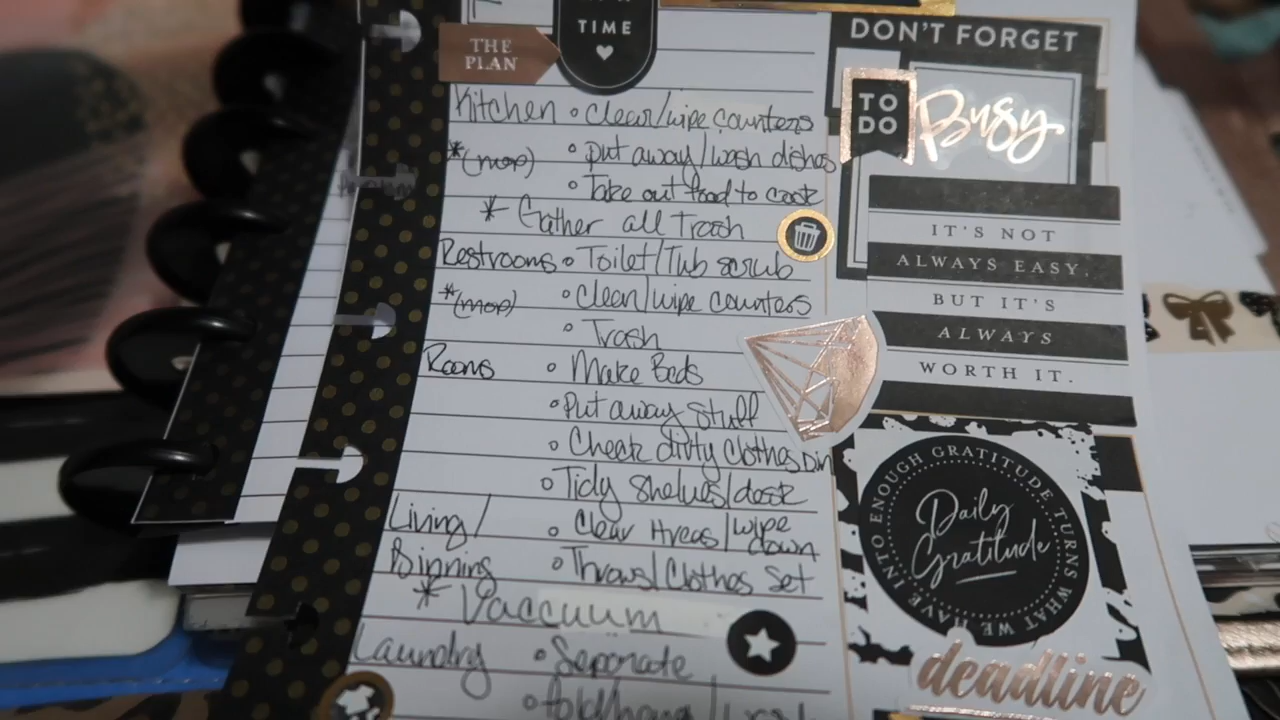 TIME
THE
PLAN
Kitchen • clear/wipe counters
*(mop) • put away/wash dishes
• Take out food to cook
* Gather all Trash
Restrooms • Toilet/Tub scrub
*(mop) • Clean/wipe counters
• Trash
Rooms • Make Beds
• Put away stuff
• Check dirty clothes bin
• Tidy shelves/desk
Living/ • Clear Areas/wipe down
Dinning • Throws/Clothes set
* Vaccuum
Laundry • Separate
DON'T FORGET
TO
DO
Busy
IT'S NOT
ALWAYS EASY,
BUT IT'S
ALWAYS
WORTH IT.
GRATITUDE TURNS WHAT WE HAVE INTO ENOUGH
Daily
Gratitude
deadline